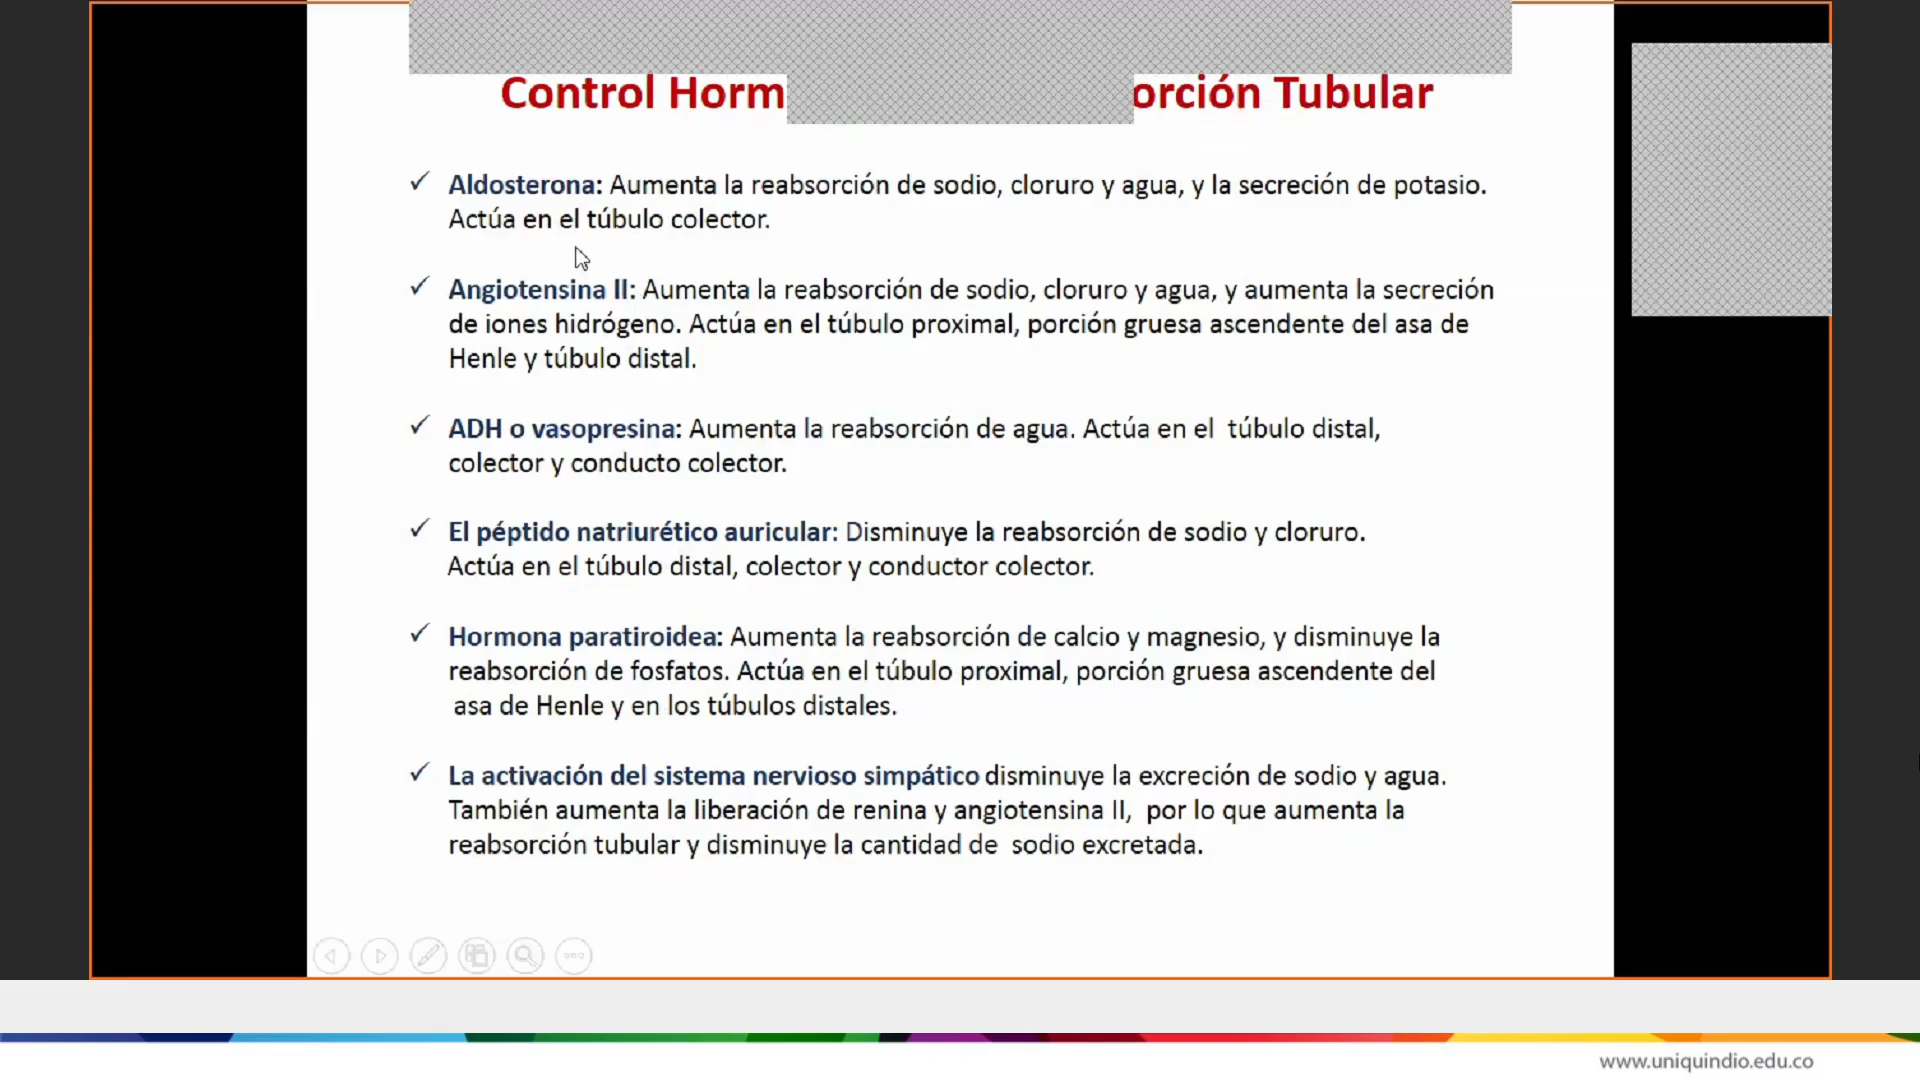 Control Horm orción Tubular
✓ Aldosterona: Aumenta la reabsorción de sodio, cloruro y agua, y la secreción de potasio.
Actúa en el túbulo colector.
✓ Angiotensina II: Aumenta la reabsorción de sodio, cloruro y agua, y aumenta la secreción
de iones hidrógeno. Actúa en el túbulo proximal, porción gruesa ascendente del asa de
Henle y túbulo distal.
✓ ADH o vasopresina: Aumenta la reabsorción de agua. Actúa en el túbulo distal,
colector y conducto colector.
✓ El péptido natriurético auricular: Disminuye la reabsorción de sodio y cloruro.
Actúa en el túbulo distal, colector y conductor colector.
✓ Hormona paratiroidea: Aumenta la reabsorción de calcio y magnesio, y disminuye la
reabsorción de fosfatos. Actúa en el túbulo proximal, porción gruesa ascendente del
asa de Henle y en los túbulos distales.
✓ La activación del sistema nervioso simpático disminuye la excreción de sodio y agua.
También aumenta la liberación de renina y angiotensina II, por lo que aumenta la
reabsorción tubular y disminuye la cantidad de sodio excretada.
www.uniquindio.edu.co